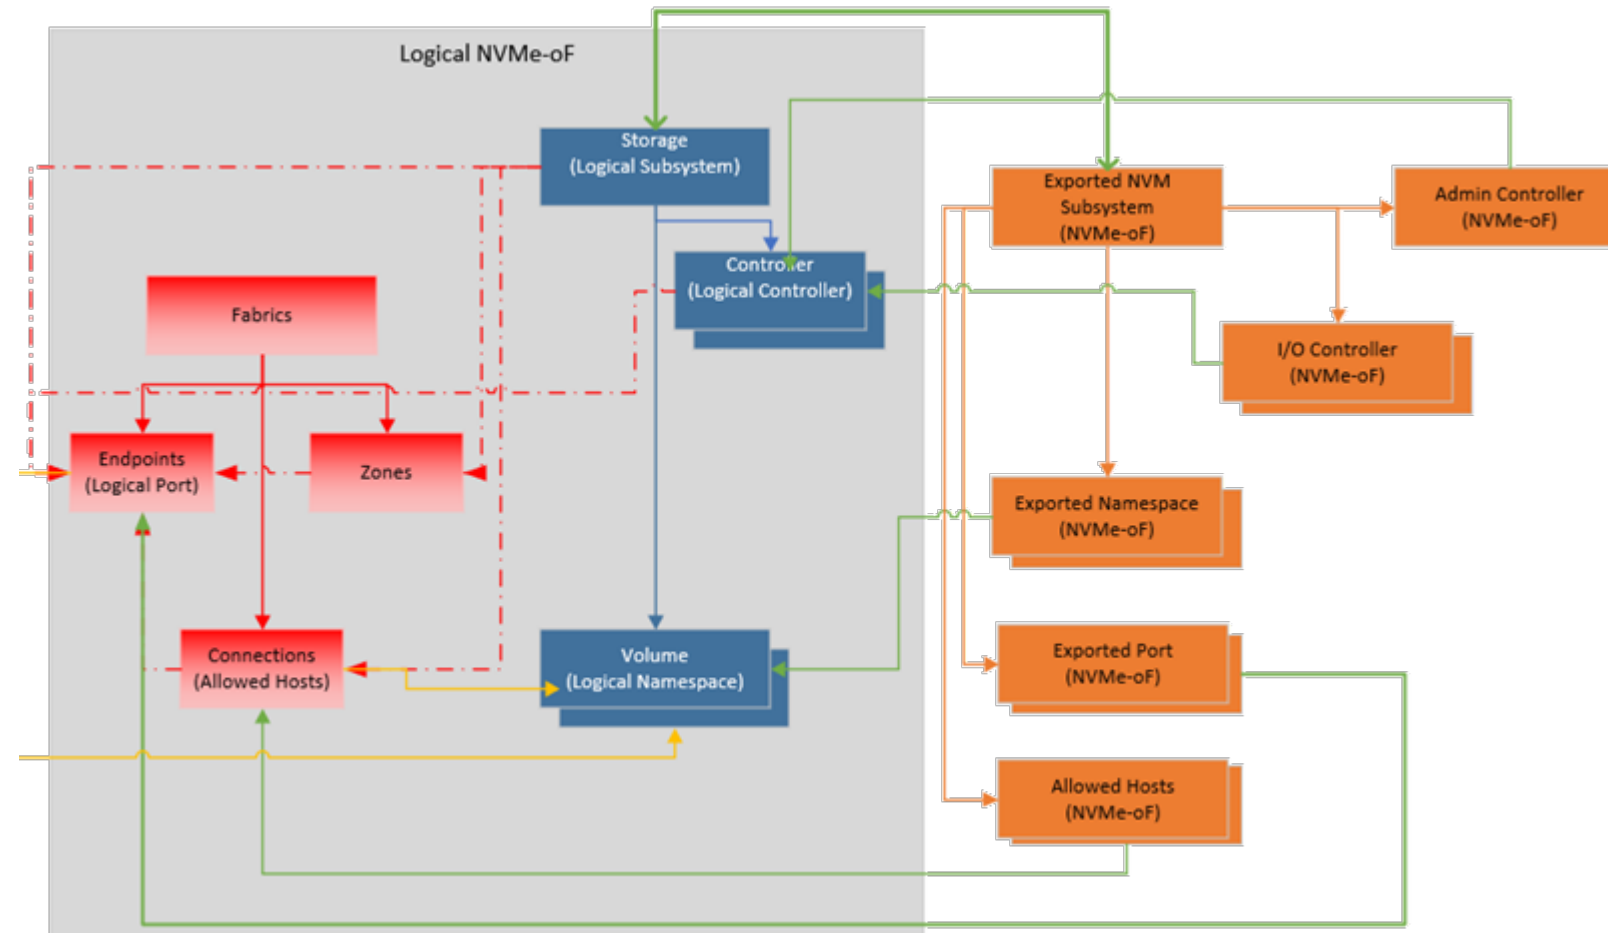 Logical NVMe-oF
Storage
(Logical Subsystem)
Exported NVM
Subsystem
(NVMe-oF)
Admin Controller
(NVMe-oF)
Controller
(Logical Controller)
Fabrics
I/O Controller
(NVMe-oF)
Endpoints
(Logical Port)
Zones
Exported Namespace
(NVMe-oF)
Connections
(Allowed Hosts)
Volume
(Logical Namespace)
Exported Port
(NVMe-oF)
Allowed Hosts
(NVMe-oF)